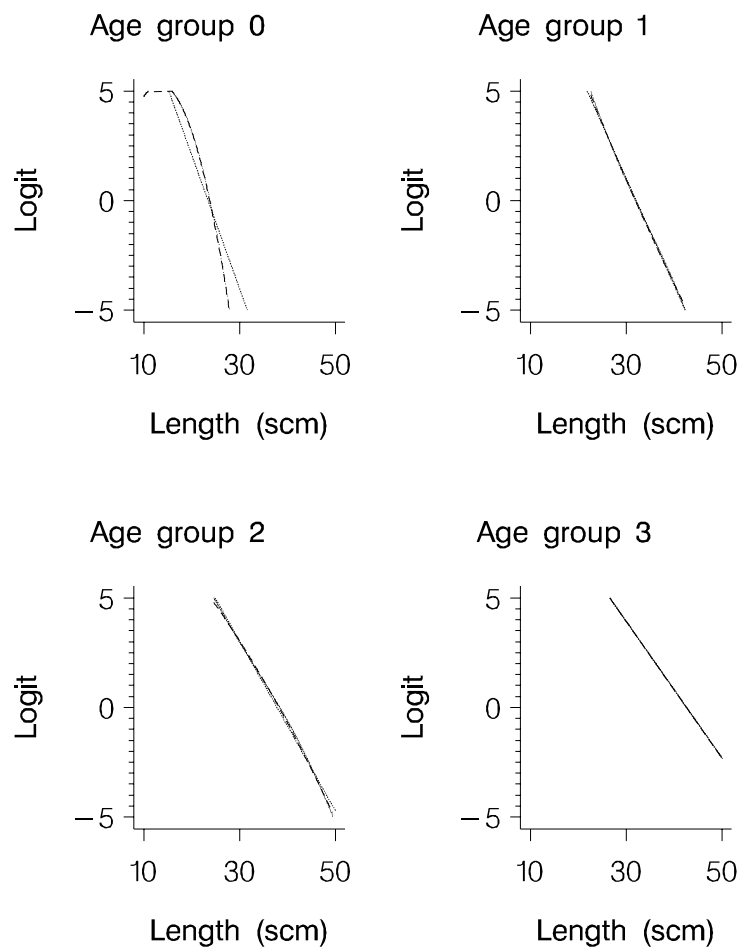 Age group 0
5
0
−5
Logit
10 30 50
Length (scm)
Age group 1
5
0
−5
Logit
10 30 50
Length (scm)
Age group 2
5
0
−5
Logit
10 30 50
Length (scm)
Age group 3
5
0
−5
Logit
10 30 50
Length (scm)